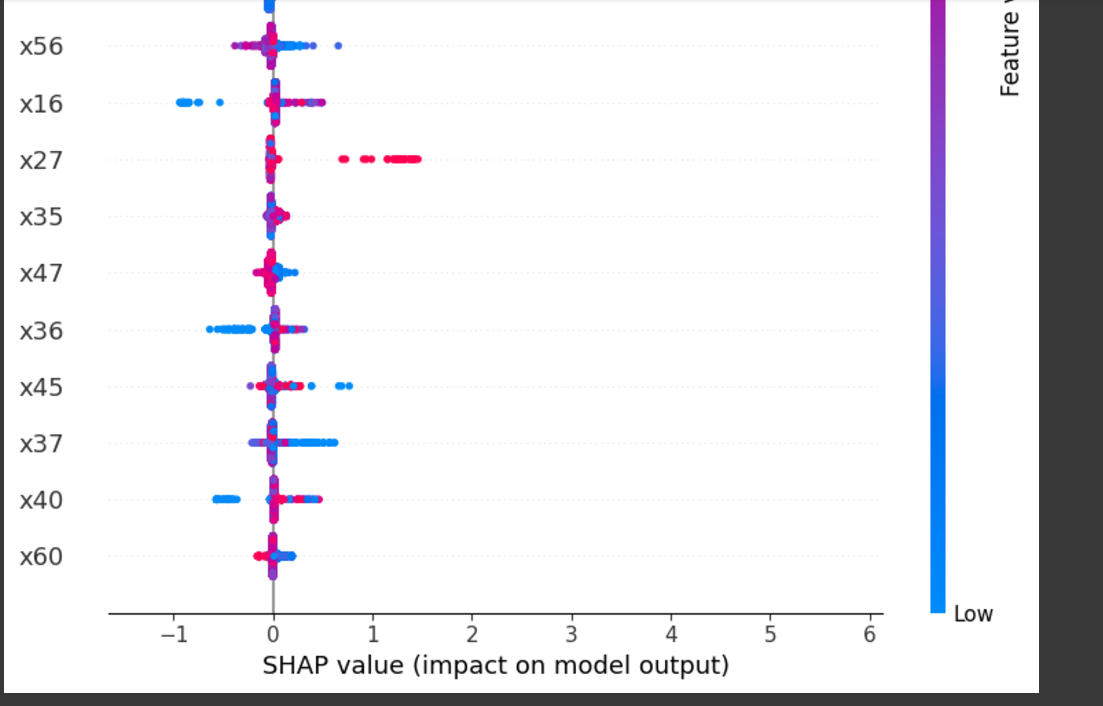 x56
x16
x27
x35
x47
x36
x45
x37
x40
x60
−1 0 1 2 3 4 5 6
SHAP value (impact on model output)
Feature
Low